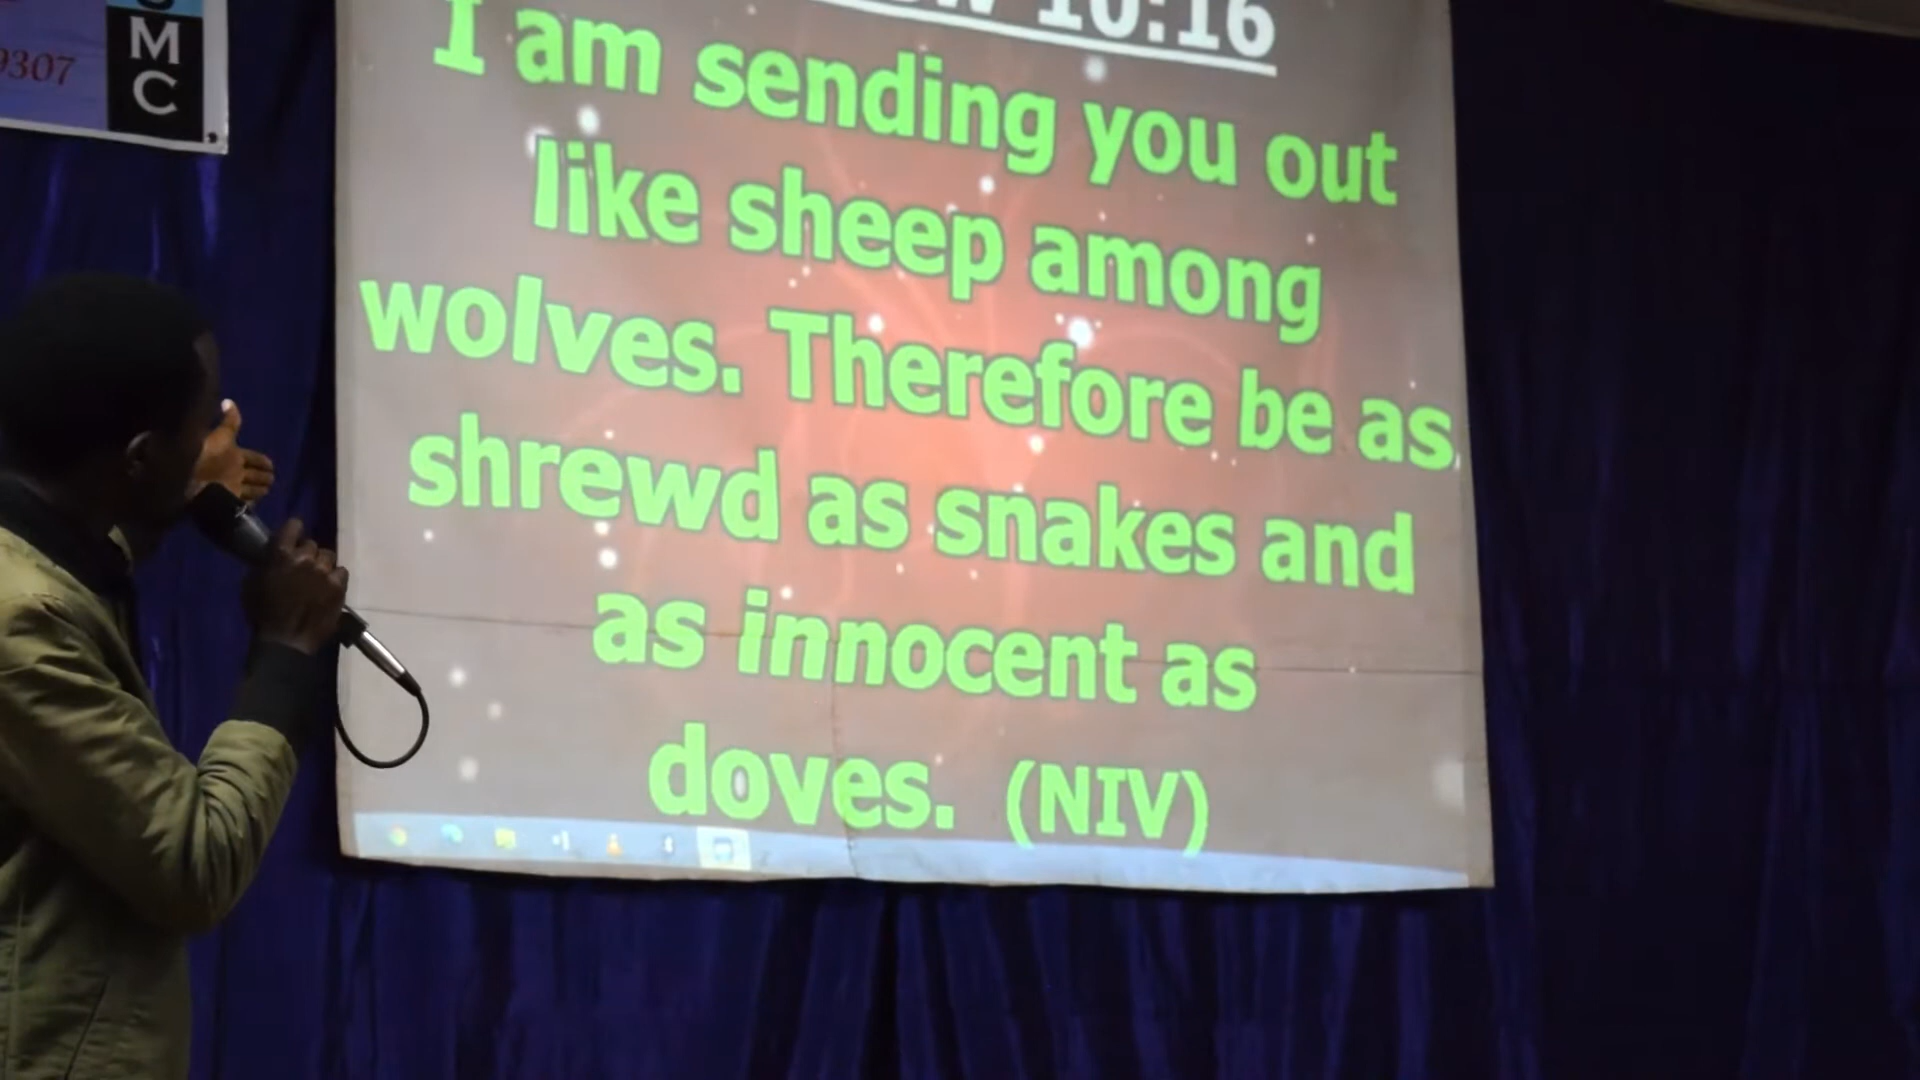 MC
9307
10:16
I am sending you out
like sheep among
wolves. Therefore be as
shrewd as snakes and
as innocent as
doves. (NIV)